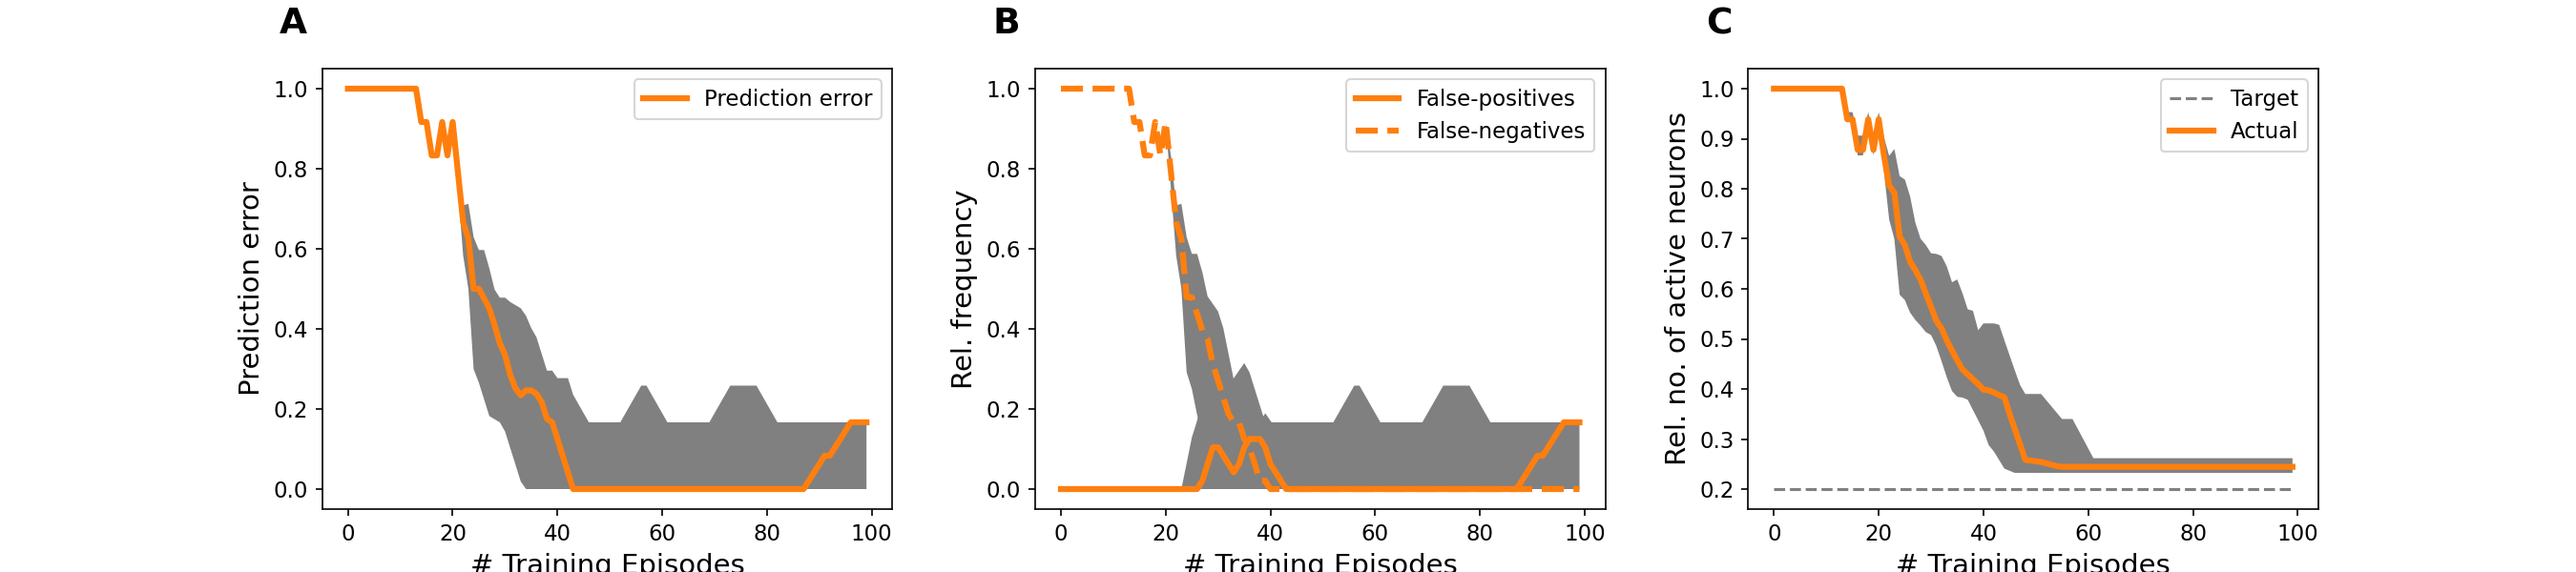 A
B
C
Prediction error
1.0
0.8
0.6
0.4
0.2
0.0
Prediction error
0 20 40 60 80 100
# Training Episodes
Rel. frequency
1.0
0.8
0.6
0.4
0.2
0.0
False-positives
False-negatives
0 20 40 60 80 100
# Training Episodes
Rel. no. of active neurons
1.0
0.9
0.8
0.7
0.6
0.5
0.4
0.3
0.2
Target
Actual
0 20 40 60 80 100
# Training Episodes